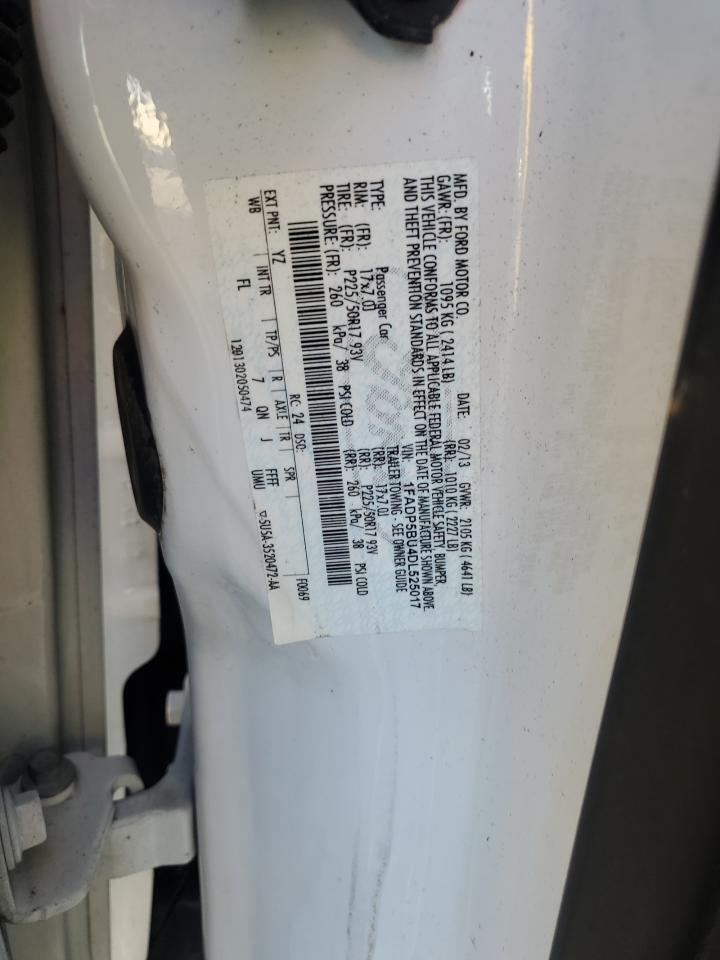 MFD. BY FORD MOTOR CO.
DATE: 02/13 GVWR: 2105 KG ( 4641 LB)
GAWR: (FR): 1095 KG ( 2414 LB) (RR): 1010 KG ( 2227 LB)
THIS VEHICLE CONFORMS TO ALL APPLICABLE FEDERAL MOTOR VEHICLE SAFETY, BUMPER,
AND THEFT PREVENTION STANDARDS IN EFFECT ON THE DATE OF MANUFACTURE SHOWN ABOVE.
VIN: 1FADP5BU4DL525017
TYPE: Passenger Car TRAILER TOWING - SEE OWNER GUIDE
RIM: (FR): 17x7.0J (RR): 17x7.0J
TIRE: (FR): P225/50R17 93V (RR): P225/50R17 93V
PRESSURE: (FR): 260 kPa/ 38 PSI COLD (RR): 260 kPa/ 38 PSI COLD
F0069
RC: 24 DSO:
EXT PNT: YZ
WB INT TR TP/PS R AXLE TR SPR
FL 7 QN J FFFF
1291302050474 UMU
5U5A-3520472-AA